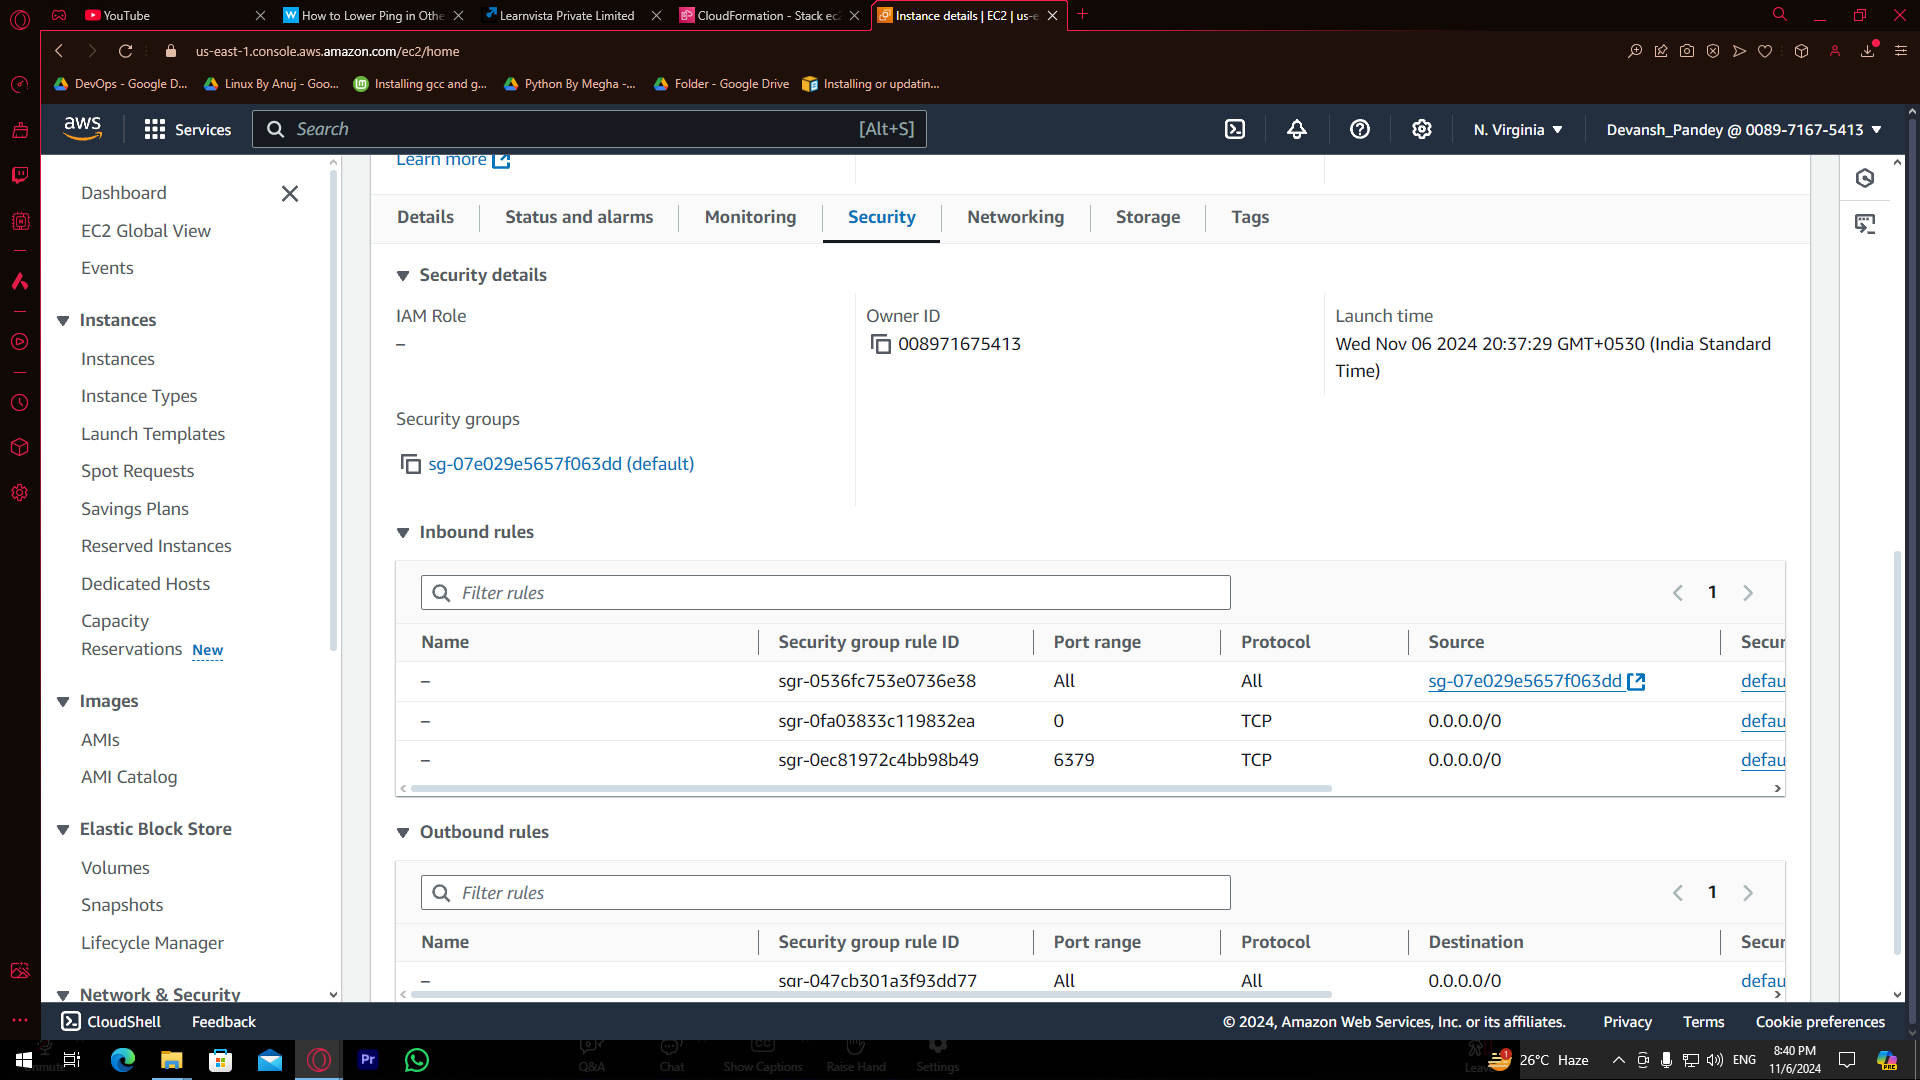 YouTube
How to Lower Ping in Othe
Learnvista Private Limited
CloudFormation - Stack ec2
Instance details | EC2 | us-e
us-east-1.console.aws.amazon.com/ec2/home
DevOps - Google D...
Linux By Anuj - Goo...
Installing gcc and g...
Python By Megha -...
Folder - Google Drive
Installing or updatin...
aws
Services
Search
[Alt+S]
N. Virginia
Devansh_Pandey @ 0089-7167-5413
Dashboard
EC2 Global View
Events
Instances
Instances
Instance Types
Launch Templates
Spot Requests
Savings Plans
Reserved Instances
Dedicated Hosts
Capacity
Reservations New
Images
AMIs
AMI Catalog
Elastic Block Store
Volumes
Snapshots
Lifecycle Manager
Network & Security
Learn more
Details Status and alarms Monitoring Security Networking Storage Tags
Security details
IAM Role
–
Owner ID
008971675413
Launch time
Wed Nov 06 2024 20:37:29 GMT+0530 (India Standard
Time)
Security groups
sg-07e029e5657f063dd (default)
Inbound rules
Filter rules
1
Name Security group rule ID Port range Protocol Source Secur
– sgr-0536fc753e0736e38 All All sg-07e029e5657f063dd defau
– sgr-0fa03833c119832ea 0 TCP 0.0.0.0/0 defau
– sgr-0ec81972c4bb98b49 6379 TCP 0.0.0.0/0 defau
Outbound rules
Filter rules
1
Name Security group rule ID Port range Protocol Destination Secur
– sgr-047cb301a3f93dd77 All All 0.0.0.0/0 defau
CloudShell Feedback
© 2024, Amazon Web Services, Inc. or its affiliates. Privacy Terms Cookie preferences
Pr
Q&A
Chat
Show Captions
Raise Hand
Settings
1
26°C Haze
ENG
8:40 PM
11/6/2024